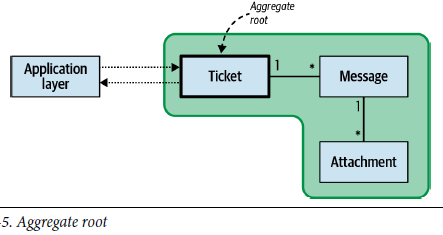 Aggregate
root
Application
layer
Ticket
1
*
Message
1
*
Attachment
-5. Aggregate root